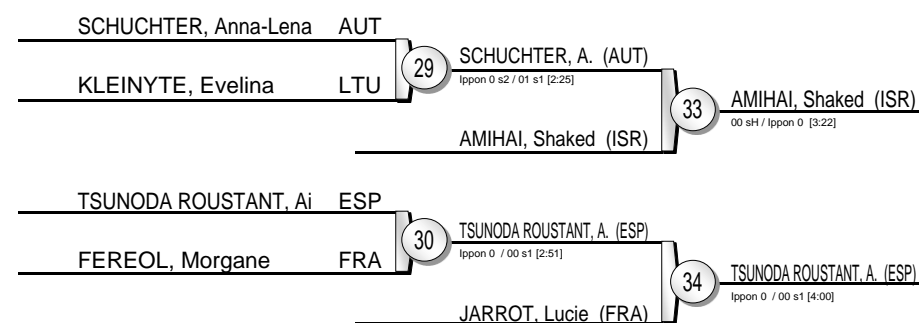 SCHUCHTER, Anna-Lena AUT
KLEINYTE, Evelina LTU
29
SCHUCHTER, A. (AUT)
Ippon 0 s2 / 01 s1 [2:25]
AMIHAI, Shaked (ISR)
33
AMIHAI, Shaked (ISR)
00 sH / Ippon 0 [3:22]
TSUNODA ROUSTANT, Ai ESP
FEREOL, Morgane FRA
30
TSUNODA ROUSTANT, A. (ESP)
Ippon 0 / 00 s1 [2:51]
JARROT, Lucie (FRA)
34
TSUNODA ROUSTANT, A. (ESP)
Ippon 0 / 00 s1 [4:00]